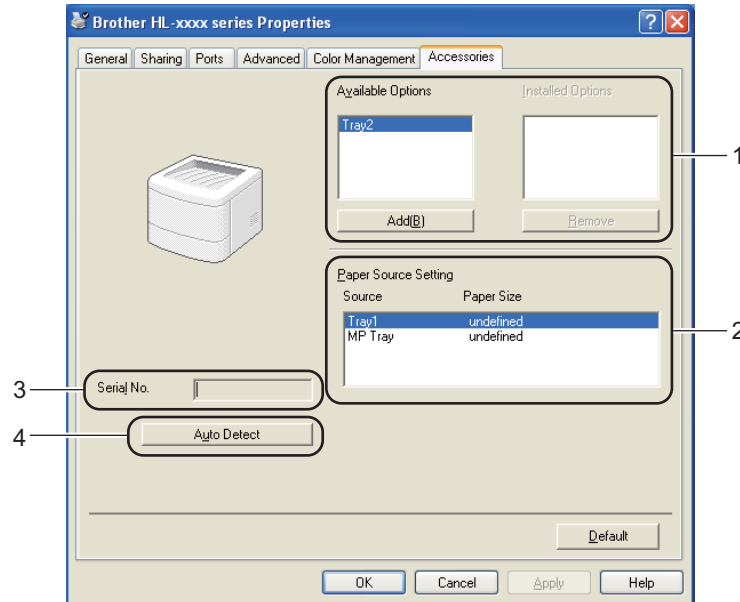 Brother HL-xxxx series Properties
General Sharing Ports Advanced Color Management Accessories
Available Options Installed Options
Tray2
1
Add(B) Remove
Paper Source Setting
Source Paper Size
Tray1 undefined
MP Tray undefined
2
3 Serial No.
4 Auto Detect
Default
OK Cancel Apply Help